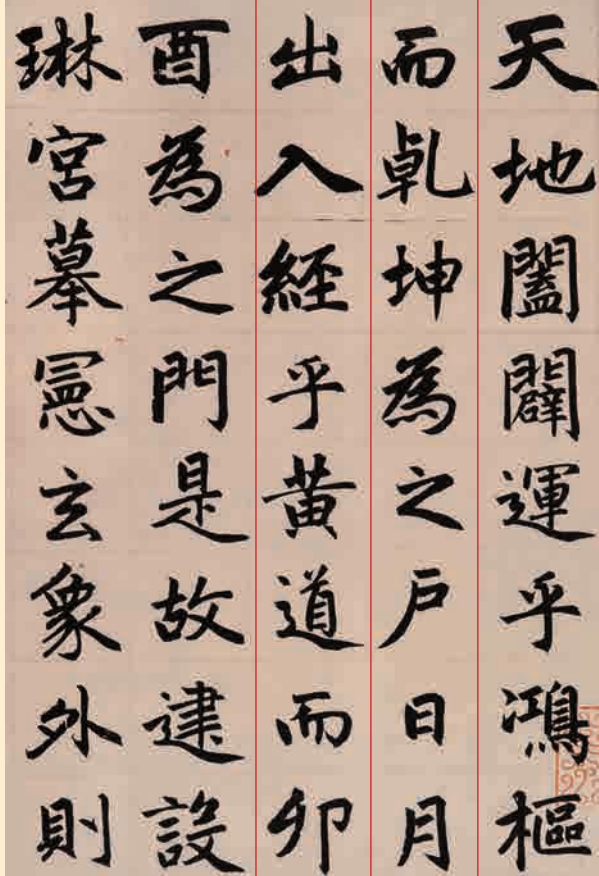 天地闔闢運乎鴻樞
而乹坤為之戶日月
出入經乎黃道而卯
酉為之門是故建設
琳宮摹憲玄象外則